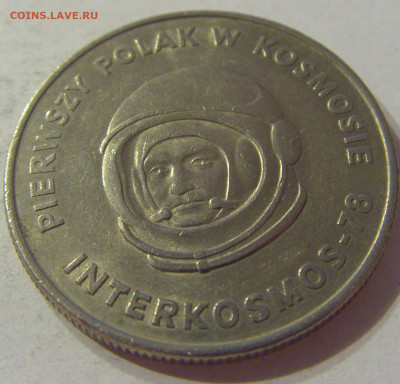 COINS.LAVE.RU
PIERWSZY POLAK W KOSMOSIE
INTERKOSMOS-78